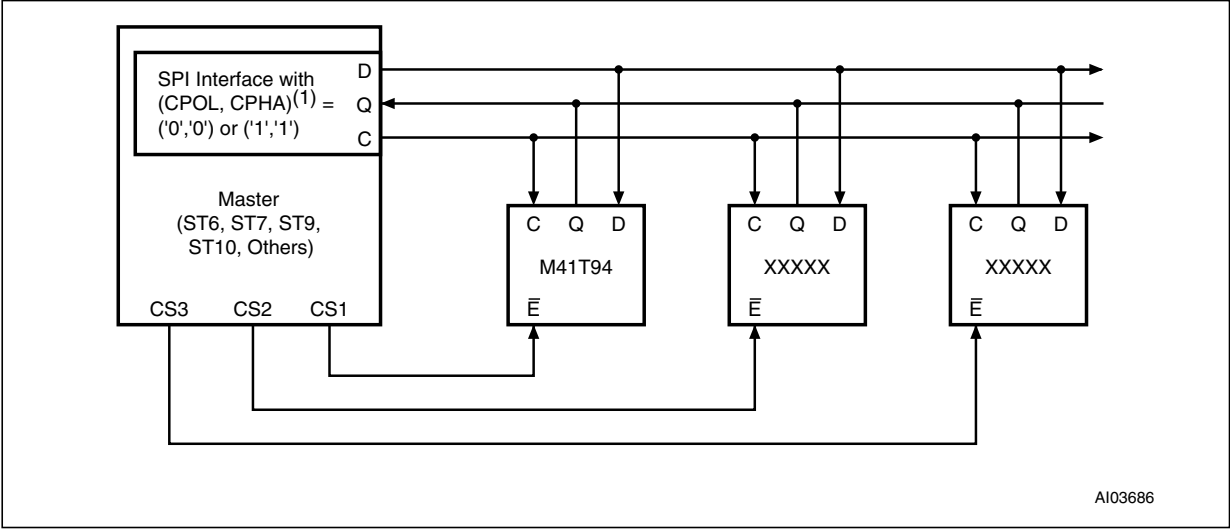 SPI Interface with
(CPOL, CPHA)(1) =
('0','0') or ('1','1')
D
Q
C
Master
(ST6, ST7, ST9,
ST10, Others)
CS3 CS2 CS1
C Q D
M41T94
E̅
C Q D
XXXXX
E̅
C Q D
XXXXX
E̅
AI03686